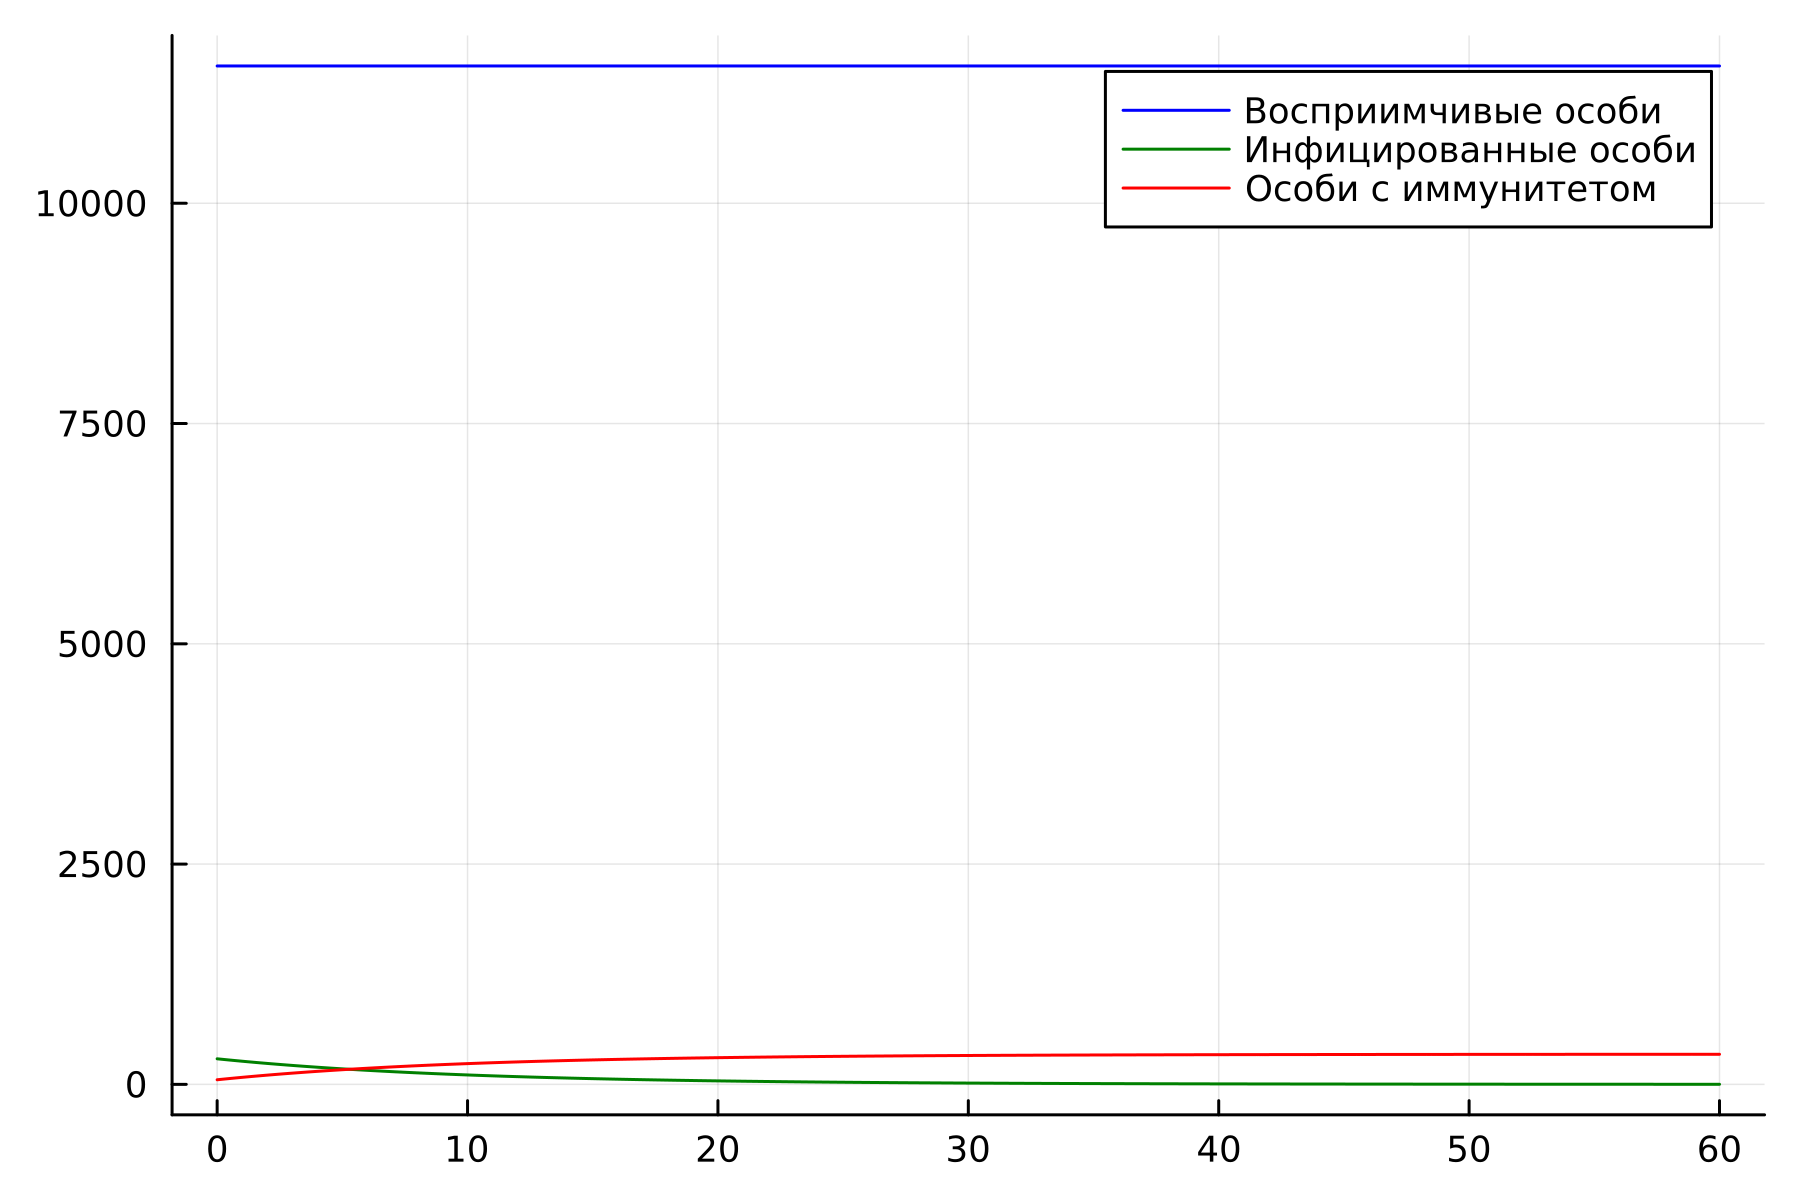 Восприимчивые особи
Инфицированные особи
Особи с иммунитетом
10000
7500
5000
2500
0
0 10 20 30 40 50 60